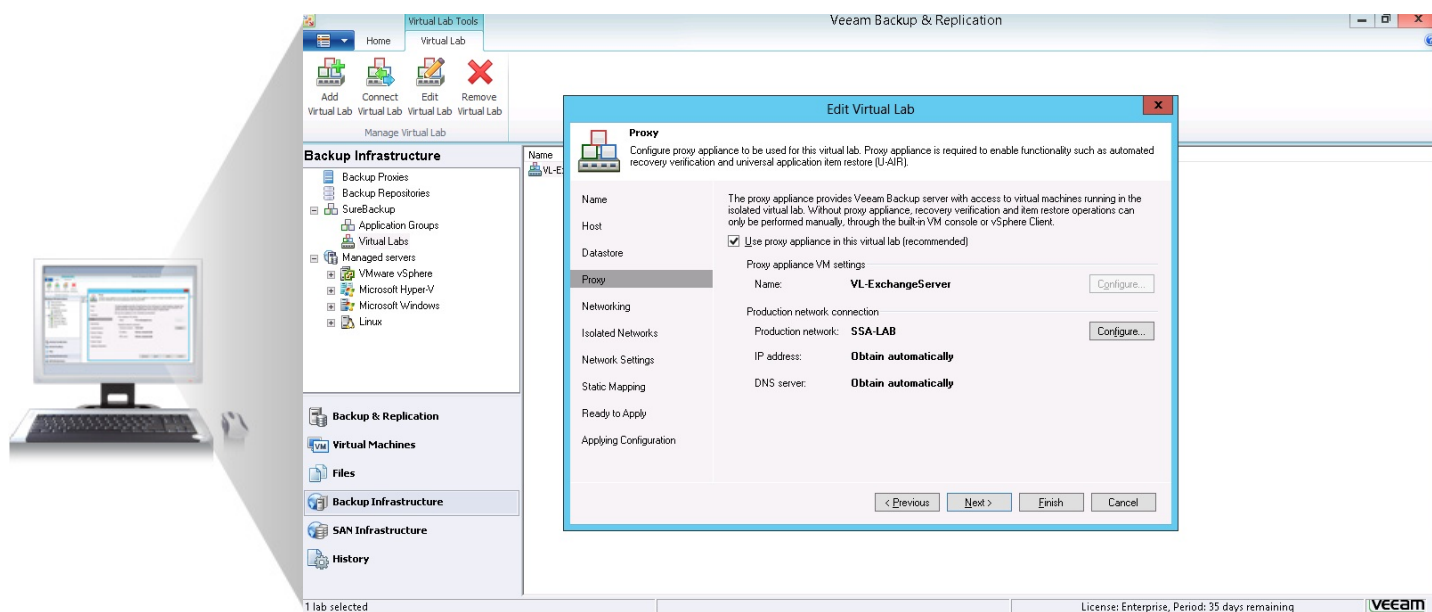 Virtual Lab Tools
Veeam Backup & Replication
Home
Virtual Lab
Add Virtual Lab
Connect Virtual Lab
Edit Virtual Lab
Remove Virtual Lab
Manage Virtual Lab
Backup Infrastructure
Backup Proxies
Backup Repositories
SureBackup
Application Groups
Virtual Labs
Managed servers
VMware vSphere
Microsoft Hyper-V
Microsoft Windows
Linux
Backup & Replication
Virtual Machines
Files
Backup Infrastructure
SAN Infrastructure
History
Name
VL-E
Edit Virtual Lab
Proxy
Configure proxy appliance to be used for this virtual lab. Proxy appliance is required to enable functionality such as automated
recovery verification and universal application item restore (U-AIR).
Name
Host
Datastore
Proxy
Networking
Isolated Networks
Network Settings
Static Mapping
Ready to Apply
Applying Configuration
The proxy appliance provides Veeam Backup server with access to virtual machines running in the
isolated virtual lab. Without proxy appliance, recovery verification and item restore operations can
only be performed manually, through the built-in VM console or vSphere Client.
Use proxy appliance in this virtual lab (recommended)
Proxy appliance VM settings
Name: VL-ExchangeServer Configure...
Production network connection
Production network: SSA-LAB Configure...
IP address: Obtain automatically
DNS server: Obtain automatically
< Previous Next > Finish Cancel
1 lab selected
License: Enterprise, Period: 35 days remaining
veeam